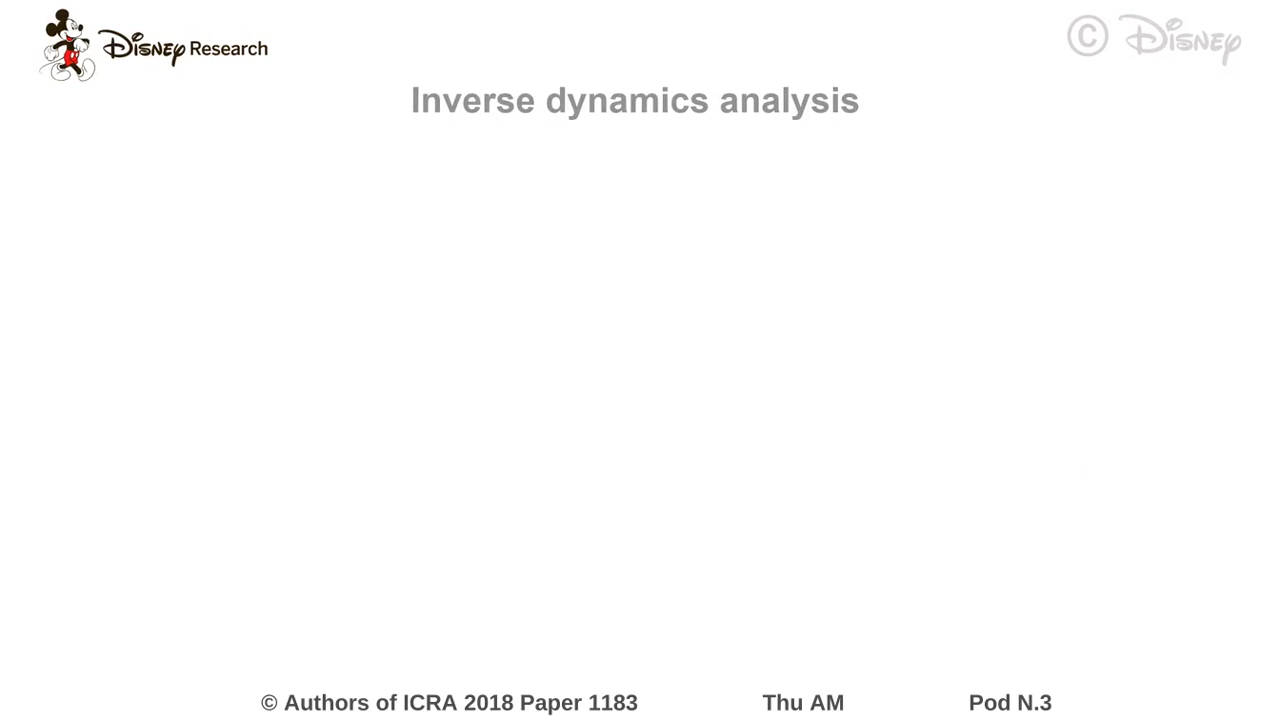 Disney Research
© Disney
Inverse dynamics analysis
© Authors of ICRA 2018 Paper 1183 Thu AM Pod N.3